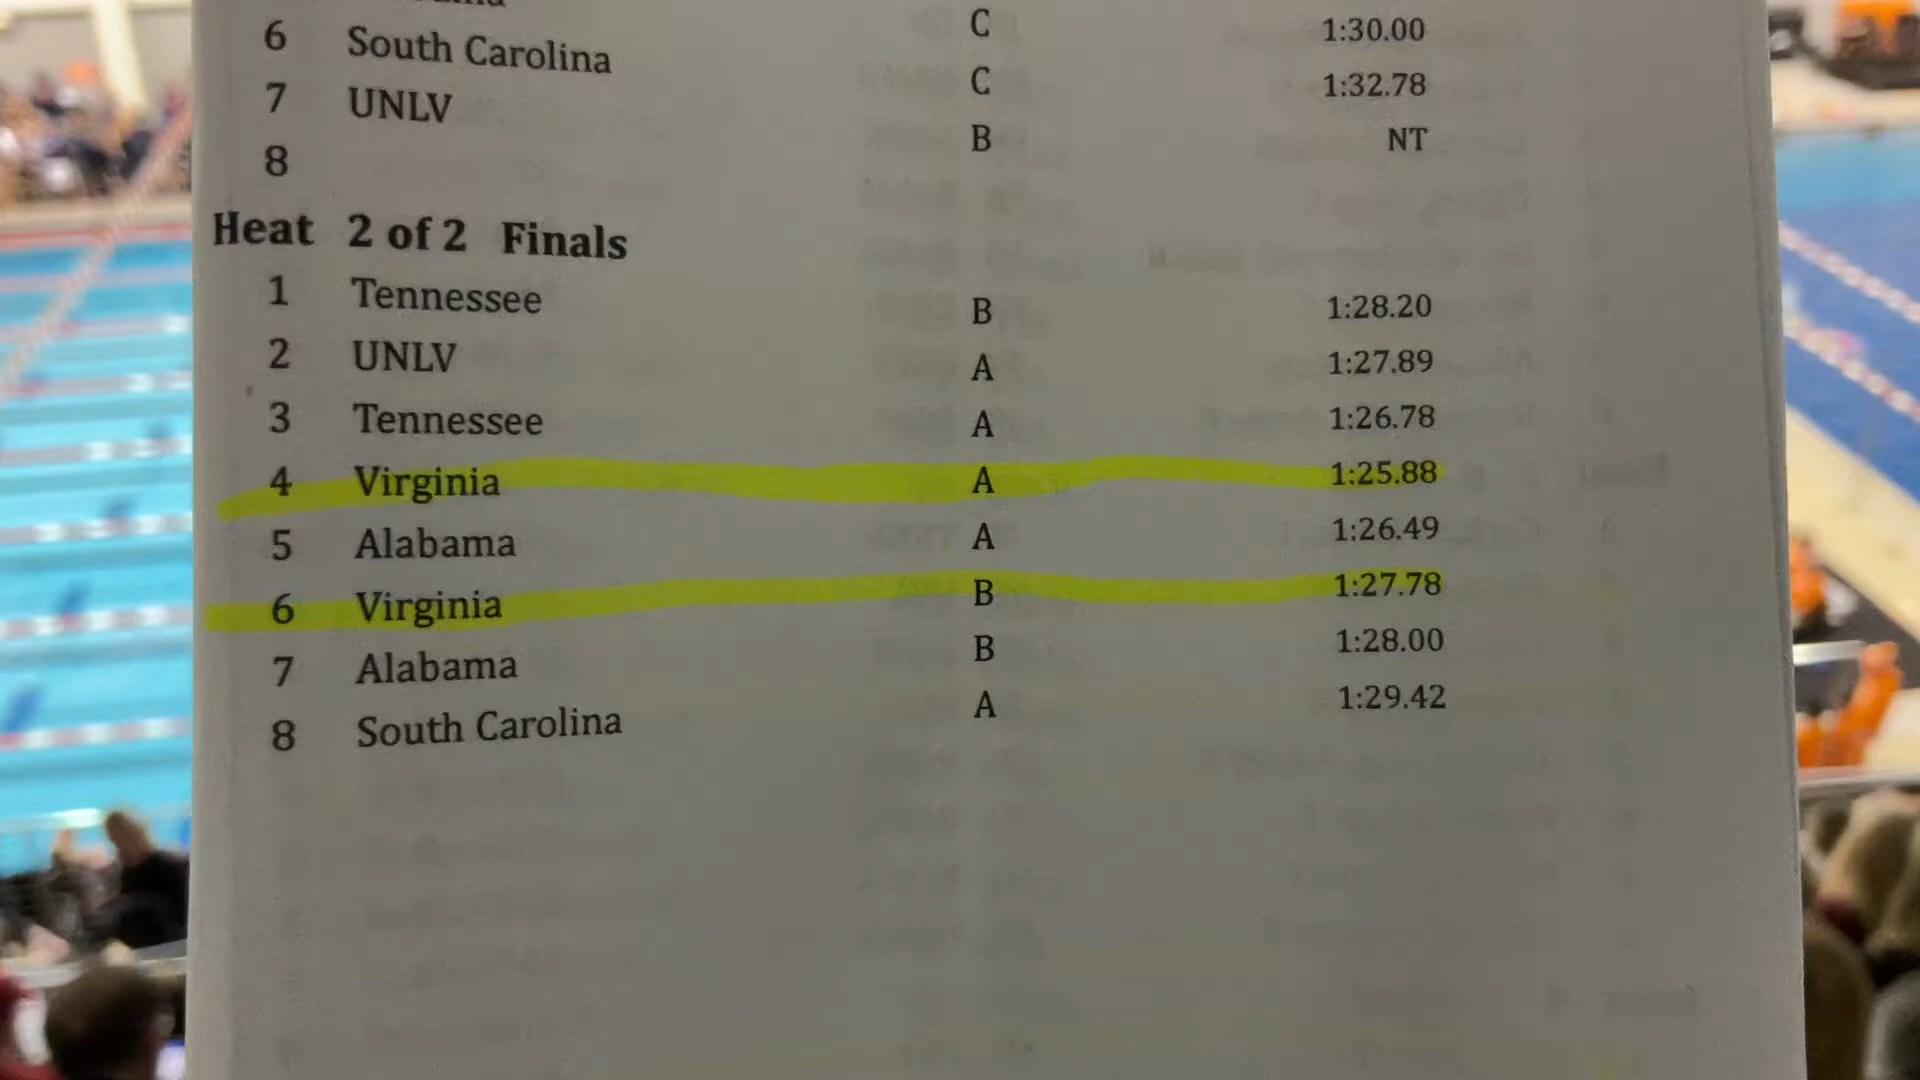 C 1:30.00
6 South Carolina C 1:32.78
7 UNLV B NT
8
Heat 2 of 2 Finals
1 Tennessee B 1:28.20
2 UNLV A 1:27.89
3 Tennessee A 1:26.78
4 Virginia A 1:25.88
5 Alabama A 1:26.49
6 Virginia B 1:27.78
7 Alabama B 1:28.00
8 South Carolina A 1:29.42